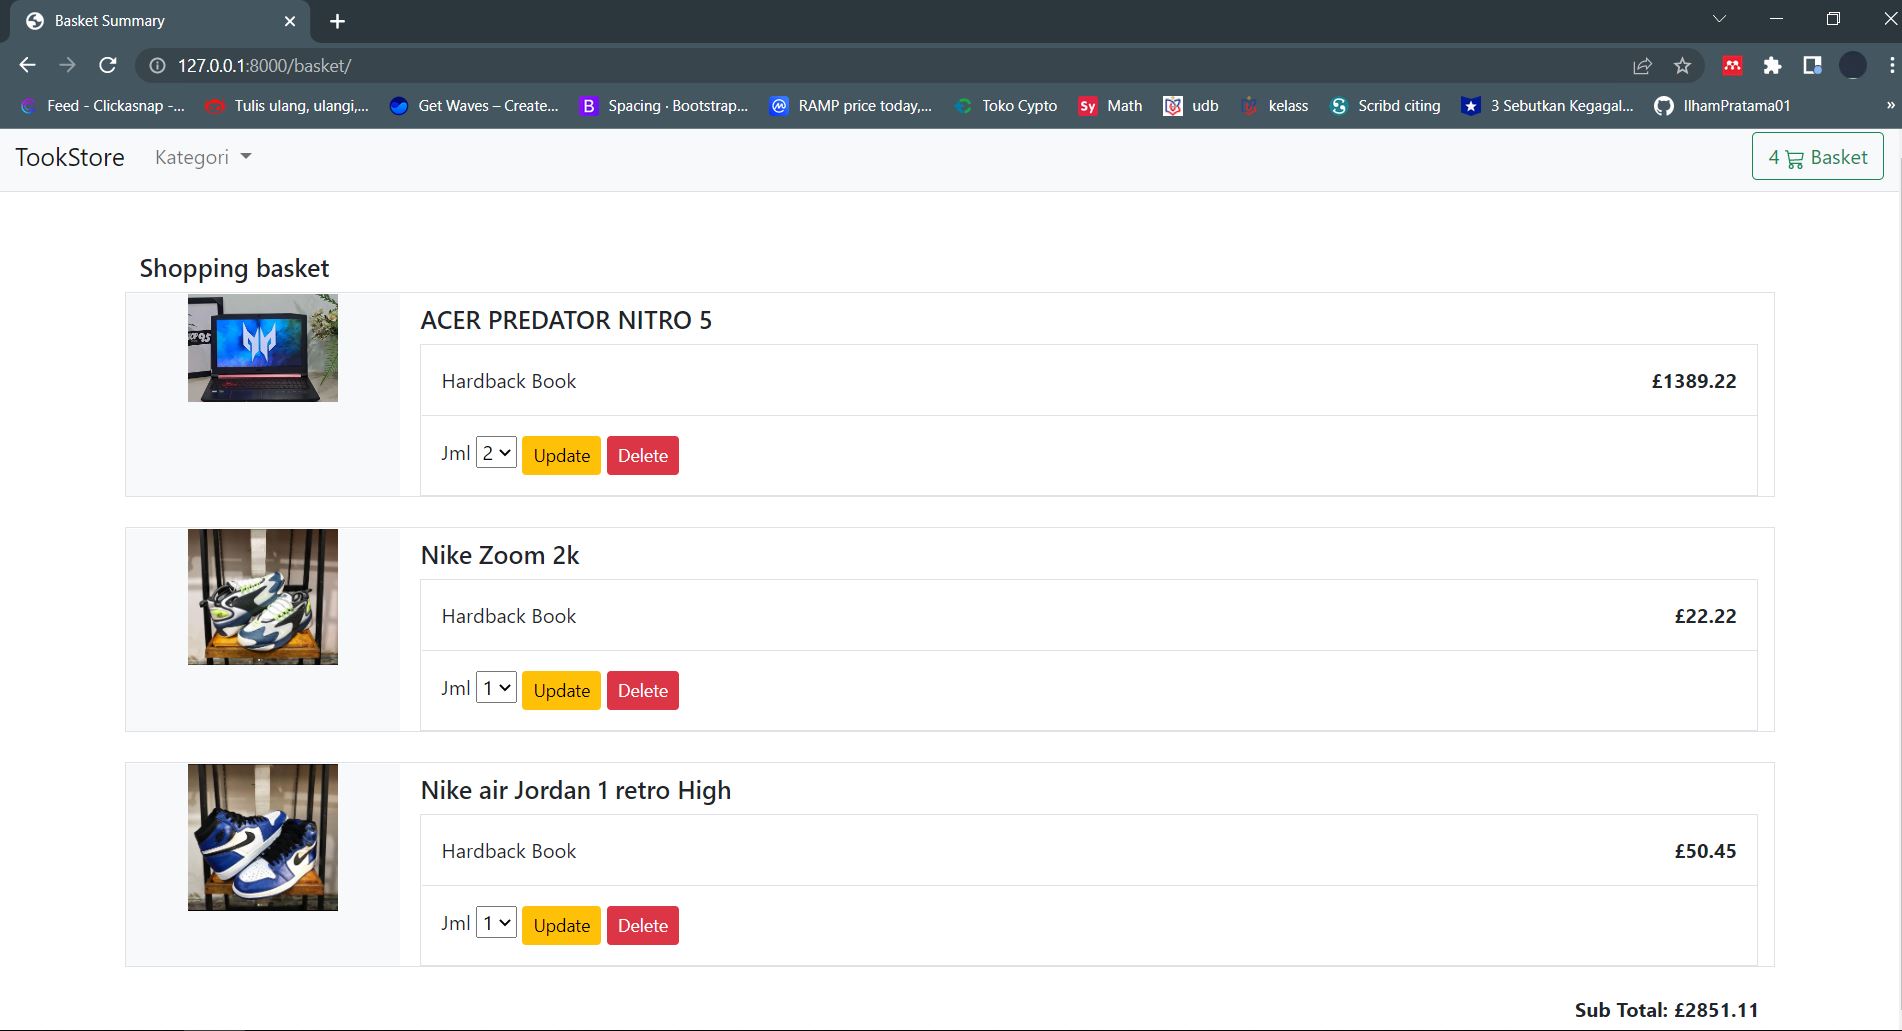 Basket Summary
127.0.0.1:8000/basket/
Feed - Clickasnap -... Tulis ulang, ulangi,... Get Waves – Create... B Spacing · Bootstrap... RAMP price today,... Toko Cypto Sy Math udb kelass Scribd citing 3 Sebutkan Kegagal... IlhamPratama01 »
TookStore Kategori 4 Basket
Shopping basket
ACER PREDATOR NITRO 5
Hardback Book £1389.22
Jml 2 Update Delete
Nike Zoom 2k
Hardback Book £22.22
Jml 1 Update Delete
Nike air Jordan 1 retro High
Hardback Book £50.45
Jml 1 Update Delete
Sub Total: £2851.11